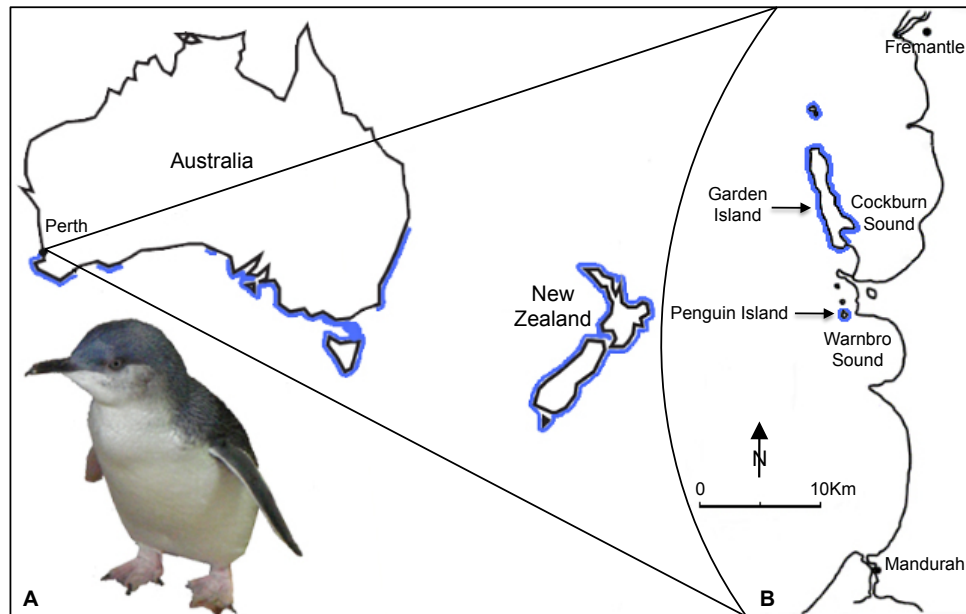 Australia
Perth
New
Zealand
A
Fremantle
Garden
Island
Cockburn
Sound
Penguin Island
Warnbro
Sound
N
0
10Km
Mandurah
B